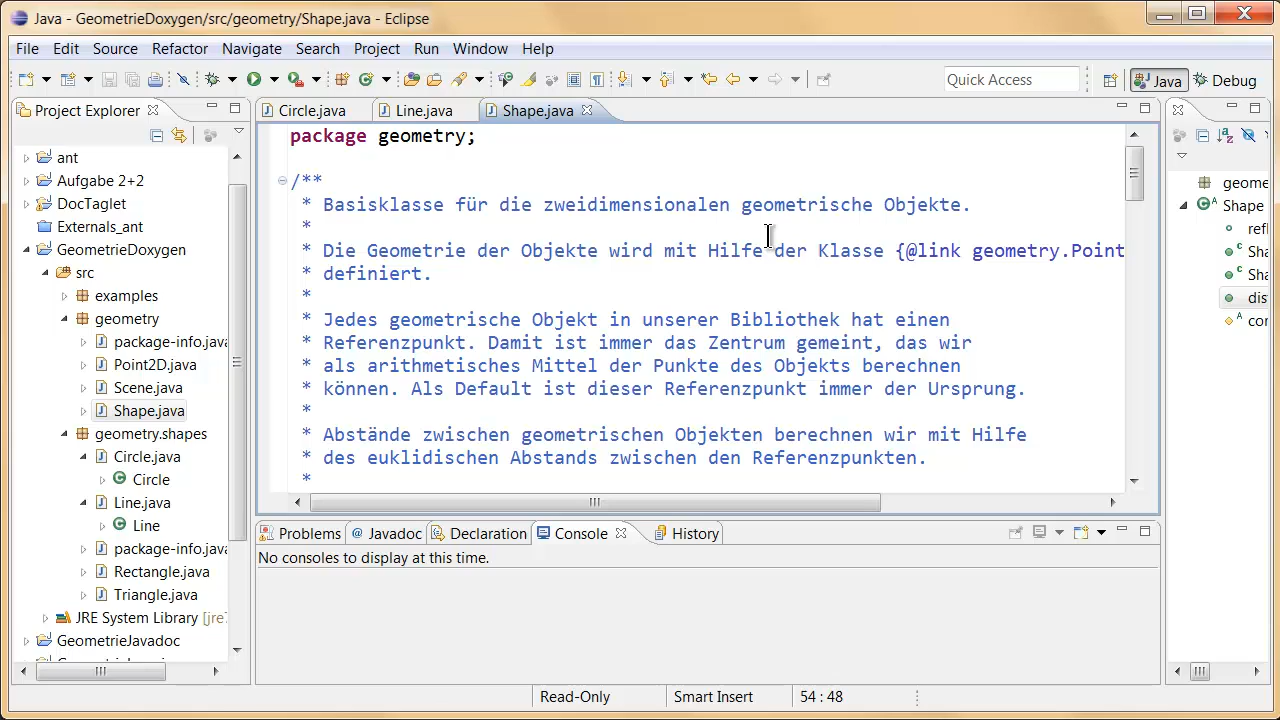 Java - GeometrieDoxygen/src/geometry/Shape.java - Eclipse
File Edit Source Refactor Navigate Search Project Run Window Help
Quick Access
Java
Debug
Project Explorer
Circle.java
Line.java
Shape.java
ant
Aufgabe 2+2
DocTaglet
Externals_ant
GeometrieDoxygen
src
examples
geometry
package-info.java
Point2D.java
Scene.java
Shape.java
geometry.shapes
Circle.java
Circle
Line.java
Line
package-info.java
Rectangle.java
Triangle.java
JRE System Library [jre7
GeometrieJavadoc
package geometry;
/**
* Basisklasse für die zweidimensionalen geometrische Objekte.
*
* Die Geometrie der Objekte wird mit Hilfe der Klasse {@link geometry.Point
* definiert.
*
* Jedes geometrische Objekt in unserer Bibliothek hat einen
* Referenzpunkt. Damit ist immer das Zentrum gemeint, das wir
* als arithmetisches Mittel der Punkte des Objekts berechnen
* können. Als Default ist dieser Referenzpunkt immer der Ursprung.
*
* Abstände zwischen geometrischen Objekten berechnen wir mit Hilfe
* des euklidischen Abstands zwischen den Referenzpunkten.
*
geome
Shape
refl
Sha
Sha
dis
cor
Problems
@ Javadoc
Declaration
Console
History
No consoles to display at this time.
Read-Only
Smart Insert
54 : 48